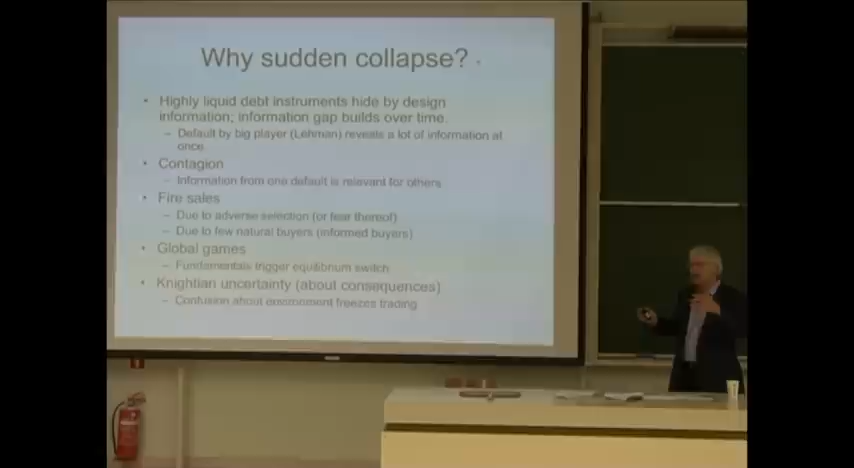 Why sudden collapse?
• Highly liquid debt instruments hide by design
information; information gap builds over time.
– Default by big player (Lehman) reveals a lot of information at
once
• Contagion
– Information from one default is relevant for others
• Fire sales
– Due to adverse selection (or fear thereof)
– Due to few natural buyers (informed buyers)
• Global games
– Fundamentals trigger equilibrium switch
• Knightian uncertainty (about consequences)
– Confusion about environment freezes trading